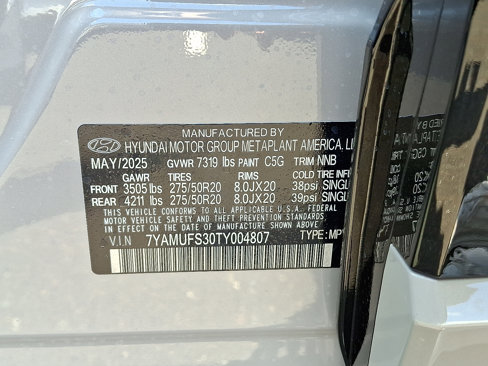 MANUFACTURED BY
HYUNDAI MOTOR GROUP METAPLANT AMERICA, LL
MAY/2025 GVWR 7319 lbs PAINT C5G TRIM NNB
GAWR TIRES RIMS COLD TIRE INF
FRONT 3505 lbs 275/50R20 8.0JX20 38psi SINGL
REAR 4211 lbs 275/50R20 8.0JX20 39psi SINGL
THIS VEHICLE CONFORMS TO ALL APPLICABLE U.S.A. FEDERAL
MOTOR VEHICLE SAFETY AND THEFT PREVENTION STANDARDS
IN EFFECT ON THE DATE OF MANUFACTURE SHOWN ABOVE
VIN 7YAMUFS30TY004807 TYPE:MP